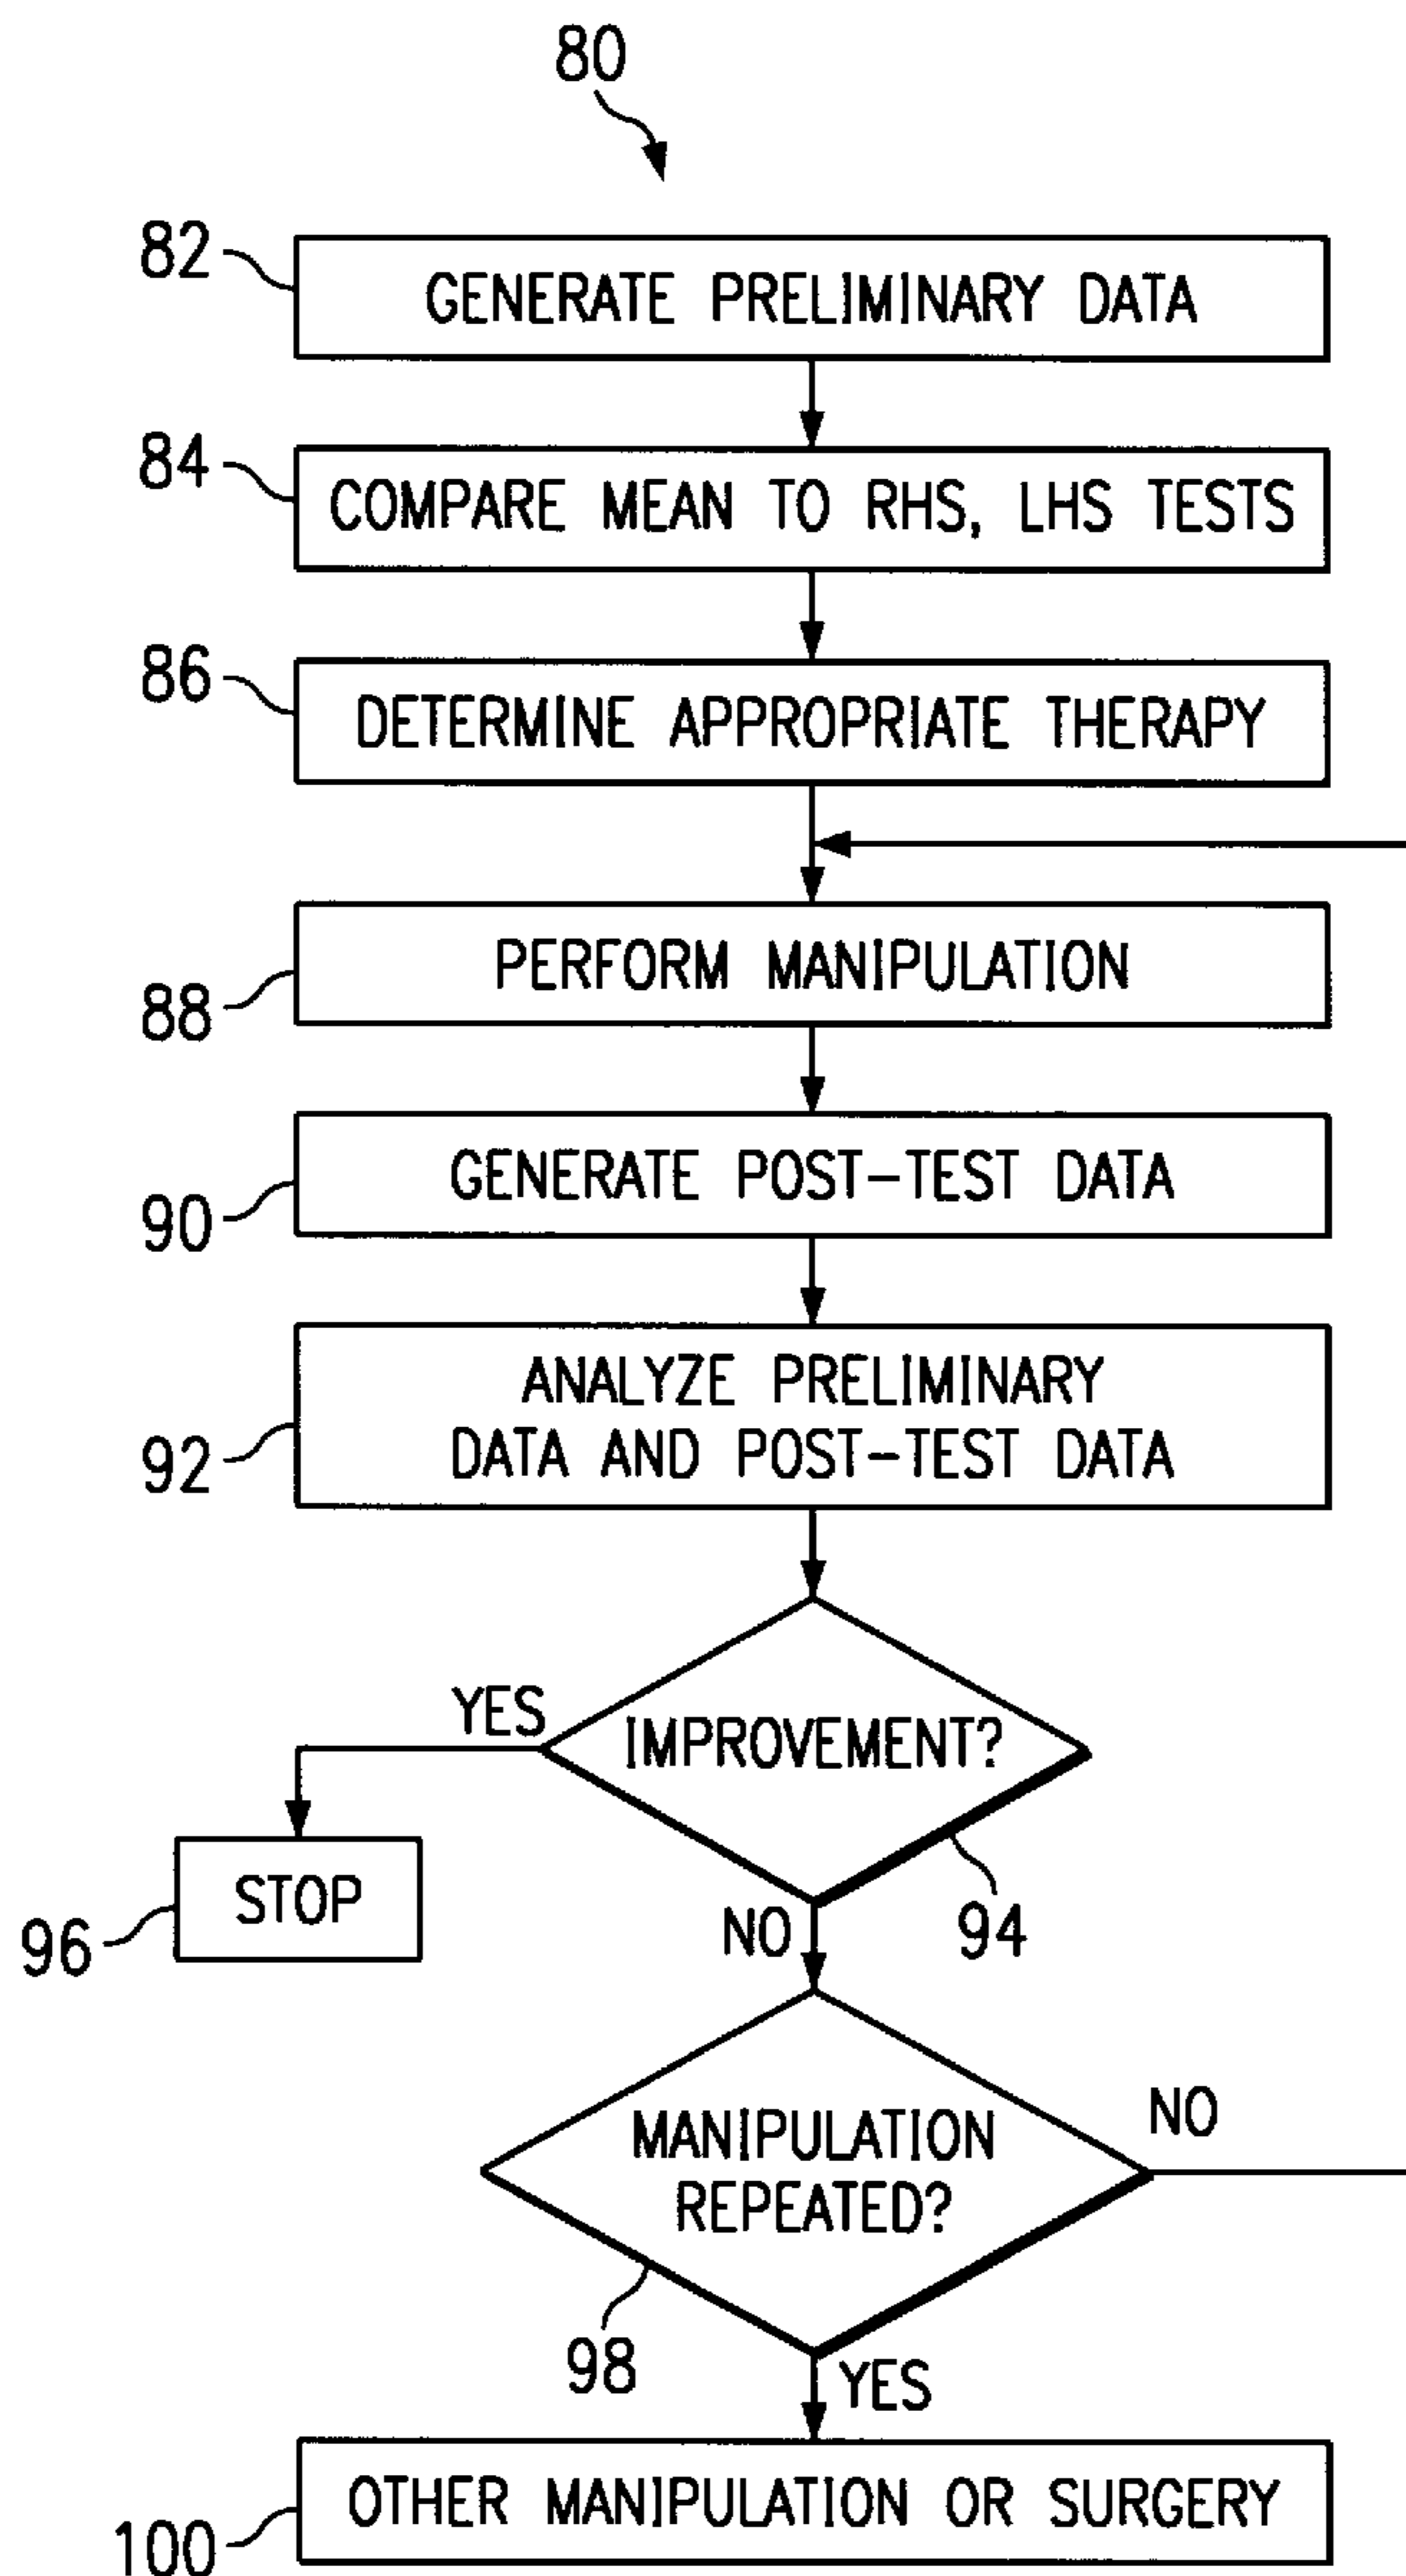 80
82
GENERATE PRELIMINARY DATA
84
COMPARE MEAN TO RHS, LHS TESTS
86
DETERMINE APPROPRIATE THERAPY
PERFORM MANIPULATION
88
GENERATE POST-TEST DATA
90
ANALYZE PRELIMINARY
DATA AND POST-TEST DATA
92
YES
IMPROVEMENT?
STOP
96
NO
94
MANIPULATION
REPEATED?
NO
98
YES
OTHER MANIPULATION OR SURGERY
100